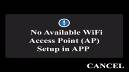 No Available WiFi
Access Point (AP)
Setup in APP
CANCEL